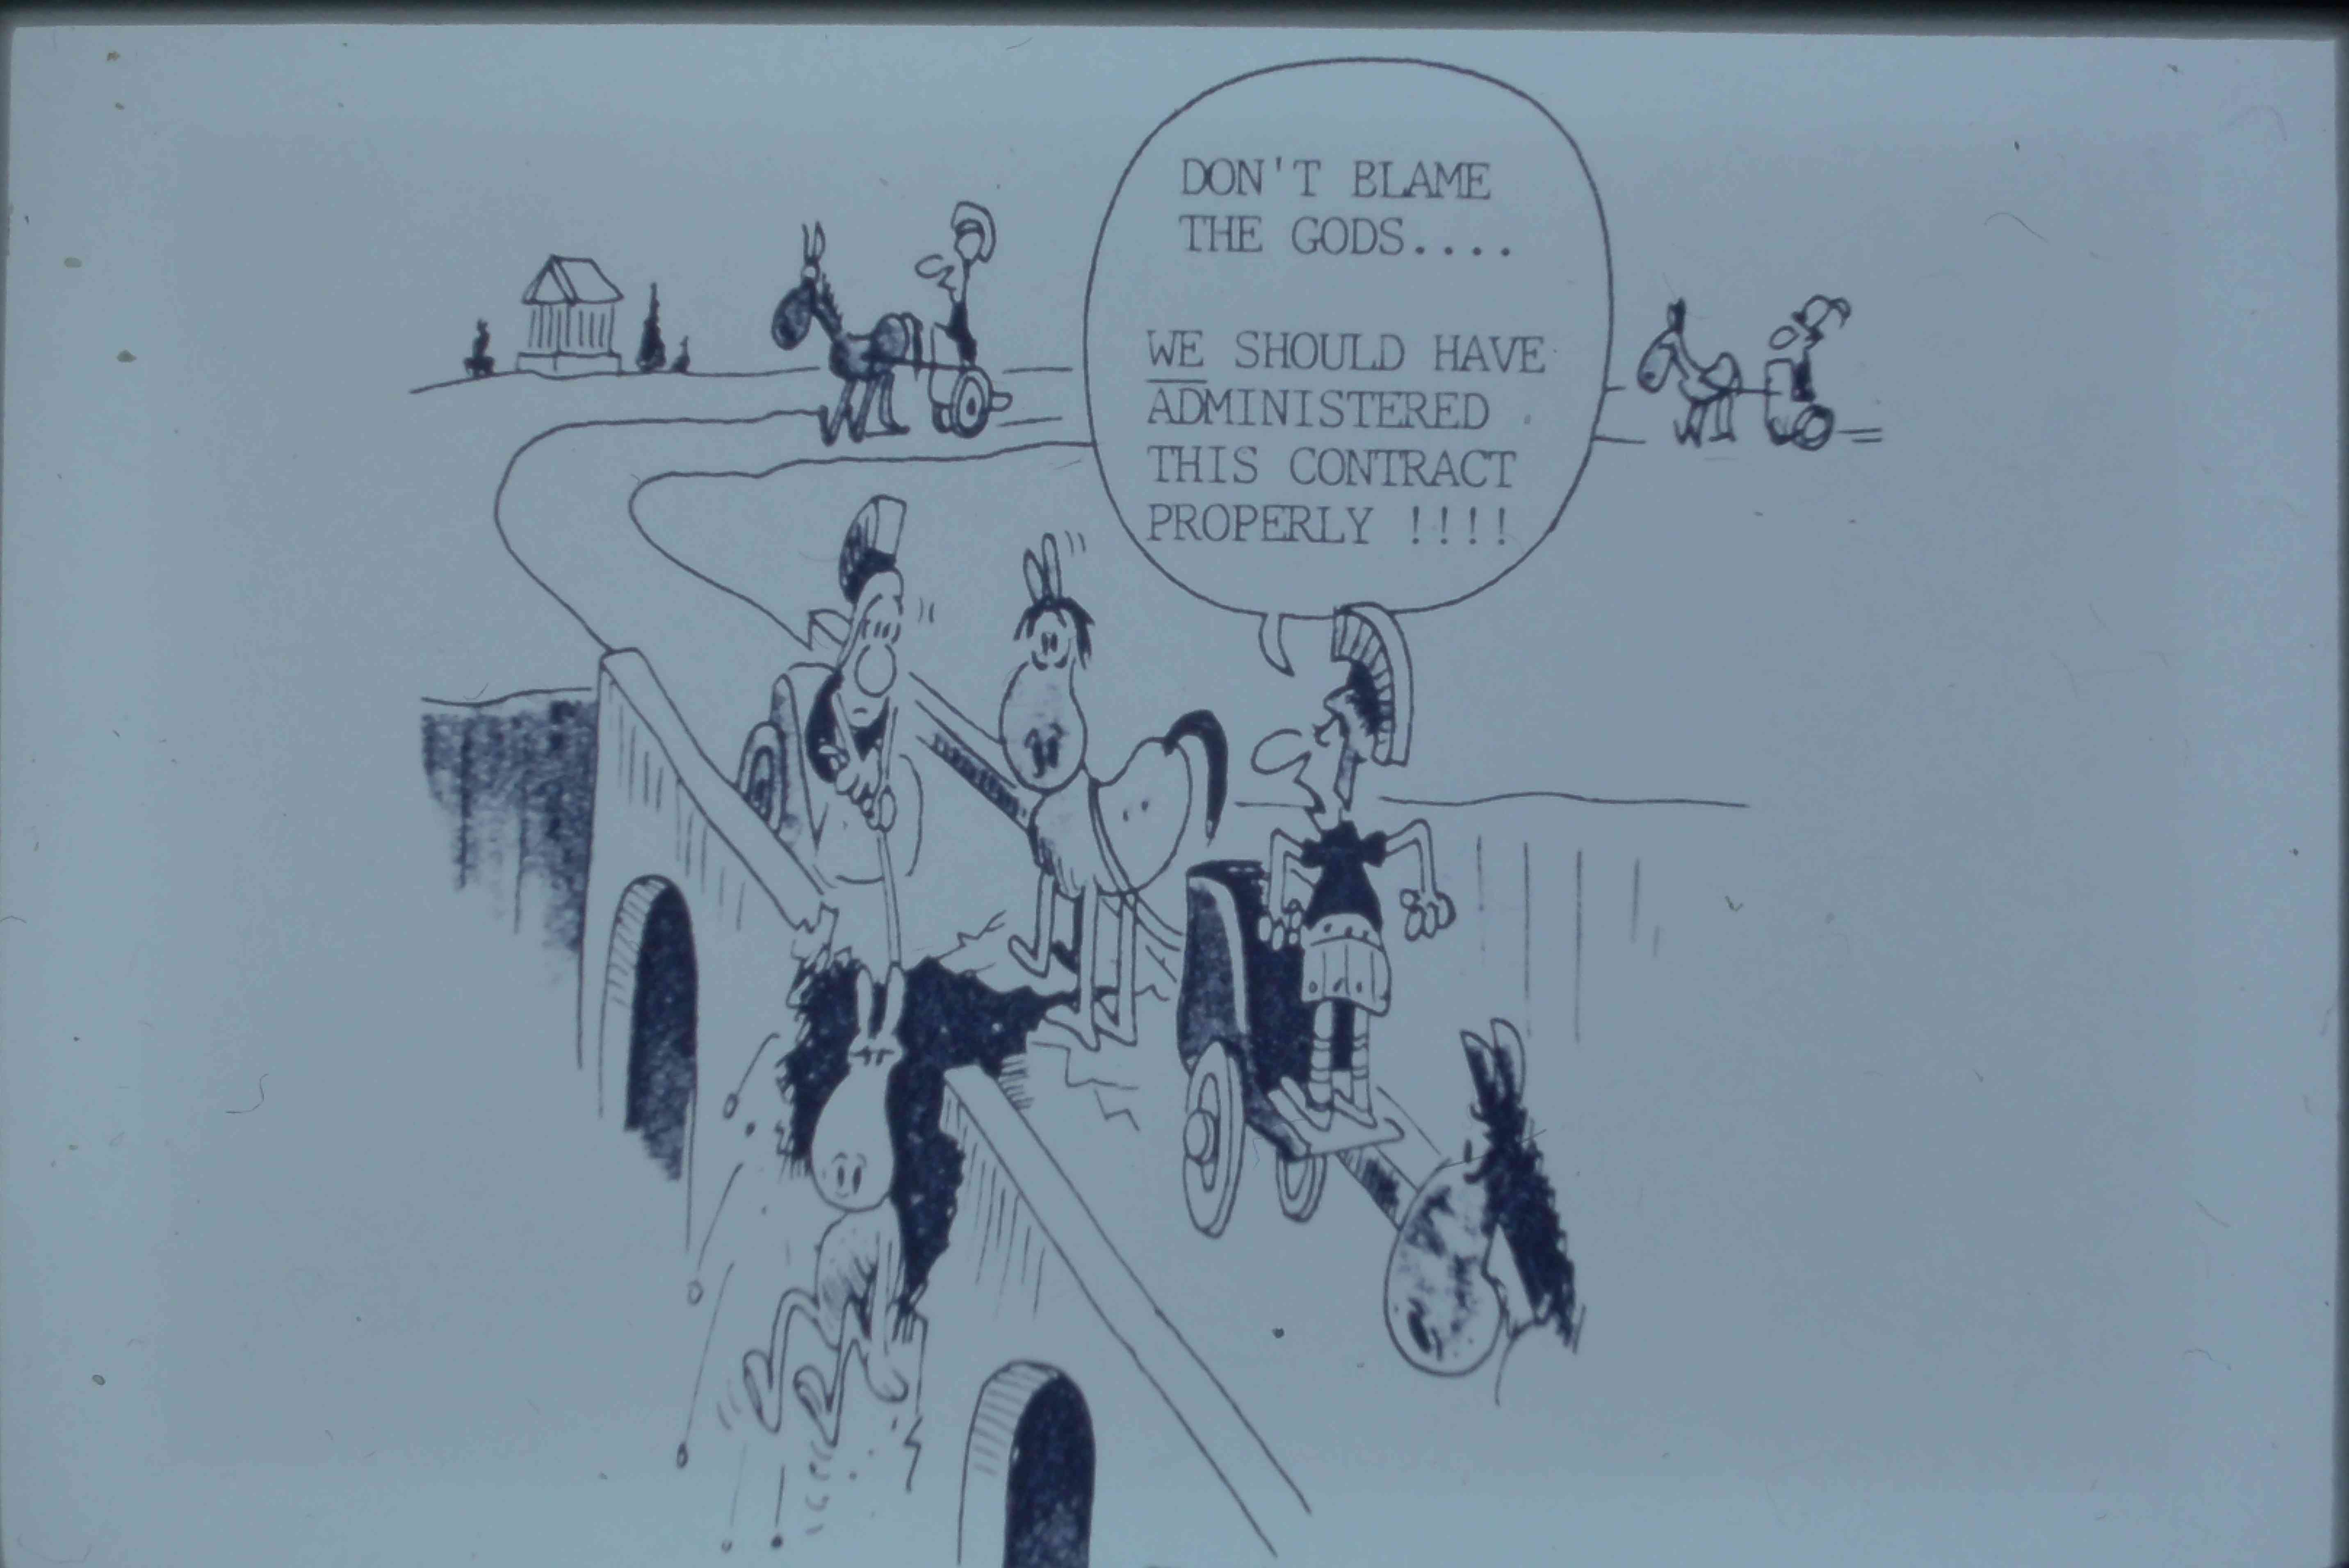 DON'T BLAME
THE GODS....
WE SHOULD HAVE
ADMINISTERED
THIS CONTRACT
PROPERLY !!!!